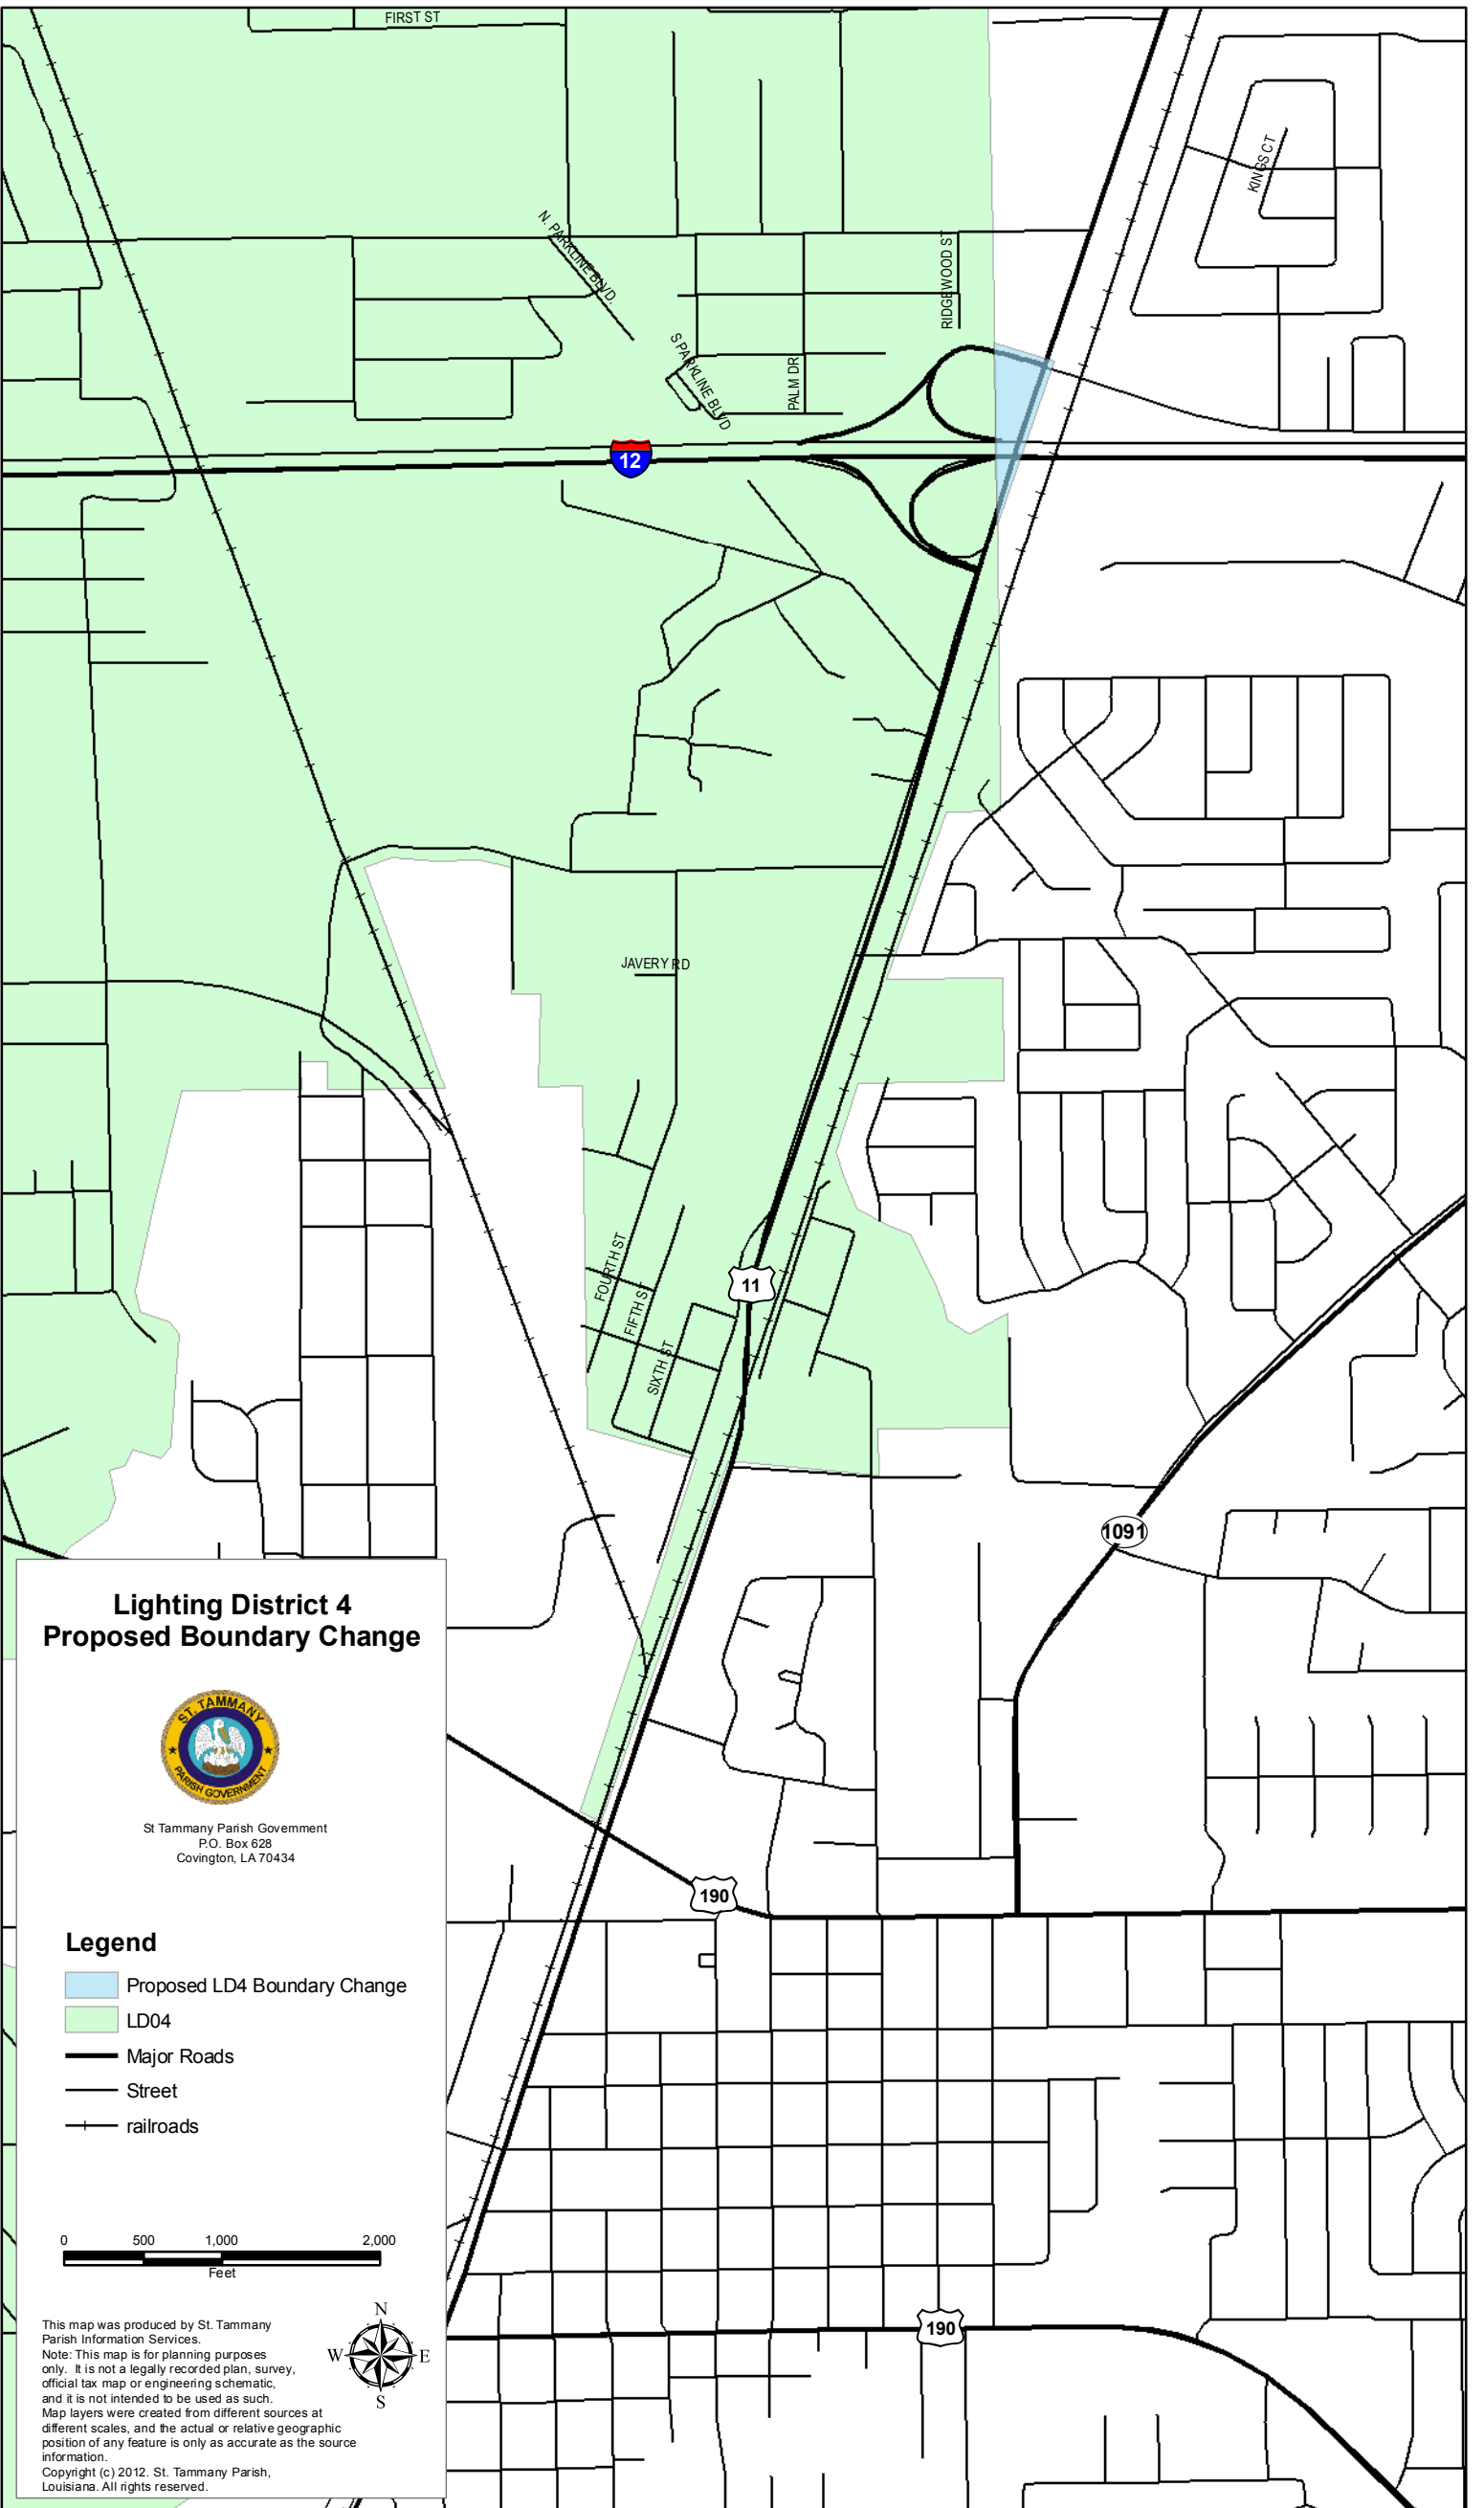 FIRST ST
KINGS CT
N. PARKLINE BLVD.
RIDGEWOOD ST
S PARKLINE BLVD
PALM DR
12
JAVERY RD
FOURTH ST
11
FIFTH ST
SIXTH ST
1091
Lighting District 4
Proposed Boundary Change
ST. TAMMANY
PARISH GOVERNMENT
St Tammany Parish Government
P.O. Box 628
Covington, LA 70434
190
Legend
Proposed LD4 Boundary Change
LD04
Major Roads
Street
railroads
0 500 1,000 2,000
Feet
N
W E
S
This map was produced by St. Tammany
Parish Information Services.
Note: This map is for planning purposes
only. It is not a legally recorded plan, survey,
official tax map or engineering schematic,
and it is not intended to be used as such.
Map layers were created from different sources at
different scales, and the actual or relative geographic
position of any feature is only as accurate as the source
information.
Copyright (c) 2012. St. Tammany Parish,
Louisiana. All rights reserved.
190